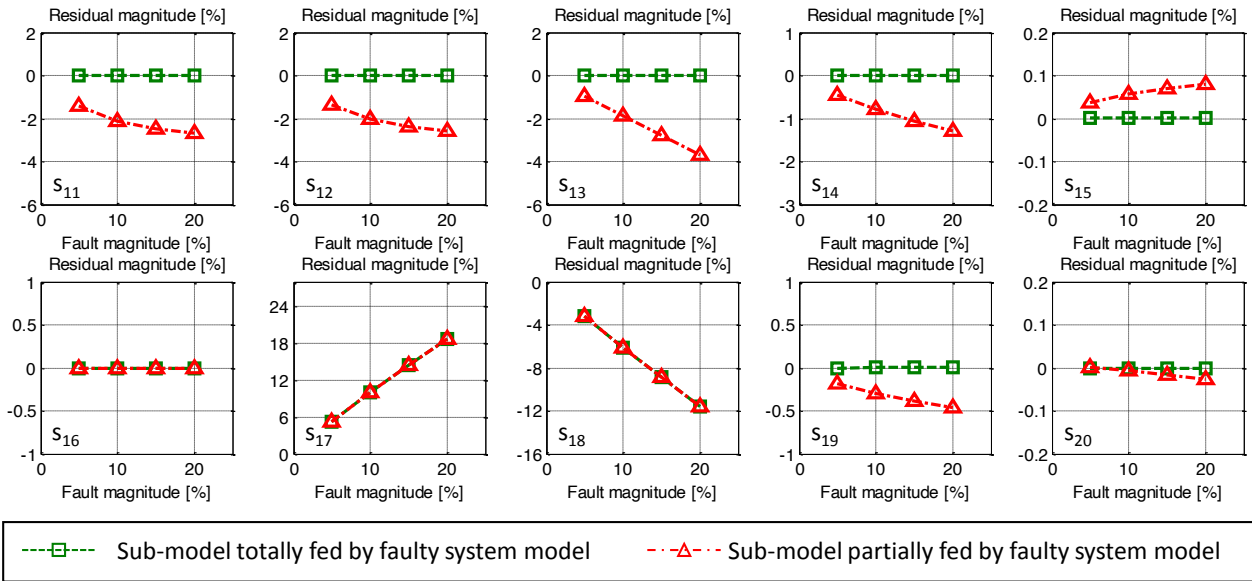 Residual magnitude [%] Residual magnitude [%] Residual magnitude [%] Residual magnitude [%] Residual magnitude [%]
2 2 2 1 0.2
0 0 0 0 0.1
-2 -2 -2 -1 0
-4 -4 -4 -2 -0.1
-6 -6 -6 -3 -0.2
s11 s12 s13 s14 s15
0 10 20 0 10 20 0 10 20 0 10 20 0 10 20
Fault magnitude [%] Fault magnitude [%] Fault magnitude [%] Fault magnitude [%] Fault magnitude [%]
Residual magnitude [%] Residual magnitude [%] Residual magnitude [%] Residual magnitude [%] Residual magnitude [%]
1 24 0 1 0.2
0.5 18 -4 0.5 0.1
0 12 -8 0 0
-0.5 6 -12 -0.5 -0.1
-1 0 -16 -1 -0.2
s16 s17 s18 s19 s20
0 10 20 0 10 20 0 10 20 0 10 20 0 10 20
Fault magnitude [%] Fault magnitude [%] Fault magnitude [%] Fault magnitude [%] Fault magnitude [%]
Sub-model totally fed by faulty system model Sub-model partially fed by faulty system model